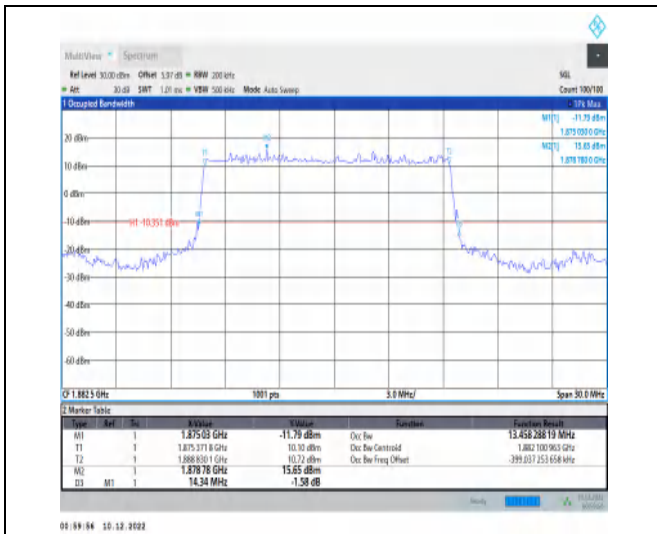 MultiView Spectrum
Ref Level 30.00 dBm Offset 5.37 dB RBW 200 kHz SGL
Att 30 dB SWT 1.01 ms VBW 500 kHz Mode Auto Sweep Count 100/100
1 Occupied Bandwidth 1Pk Max
M1[1] -11.79 dBm
1.875 030 0 GHz
20 dBm M2[1] 15.65 dBm
1.878 780 0 GHz
10 dBm
0 dBm
-10 dBm H1 -10.351 dBm
-20 dBm
-30 dBm
-40 dBm
-50 dBm
-60 dBm
CF 1.882 5 GHz 1001 pts 3.0 MHz/ Span 30.0 MHz
2 Marker Table
Type Ref Trc X-Value Y-Value Function Function Result
M1 1 1.875 03 GHz -11.79 dBm Occ Bw 13.458 288 19 MHz
T1 1 1.875 371 8 GHz 10.10 dBm Occ Bw Centroid 1.882 100 963 GHz
T2 1 1.888 830 1 GHz 10.72 dBm Occ Bw Freq Offset -399.037 253 658 kHz
M2 1 1.878 78 GHz 15.65 dBm
D3 M1 1 14.34 MHz -1.58 dB
Ready
00:59:56 10.12.2022